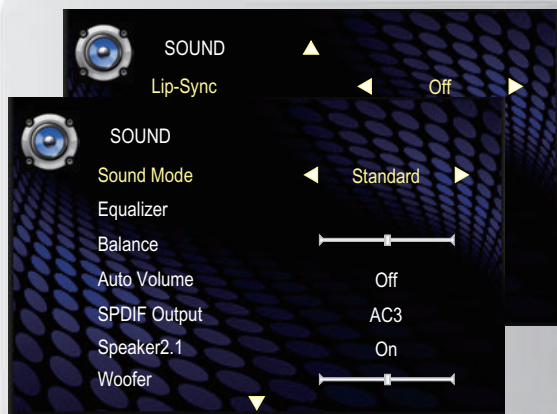 SOUND
Lip-Sync Off
SOUND
Sound Mode Standard
Equalizer
Balance
Auto Volume Off
SPDIF Output AC3
Speaker2.1 On
Woofer